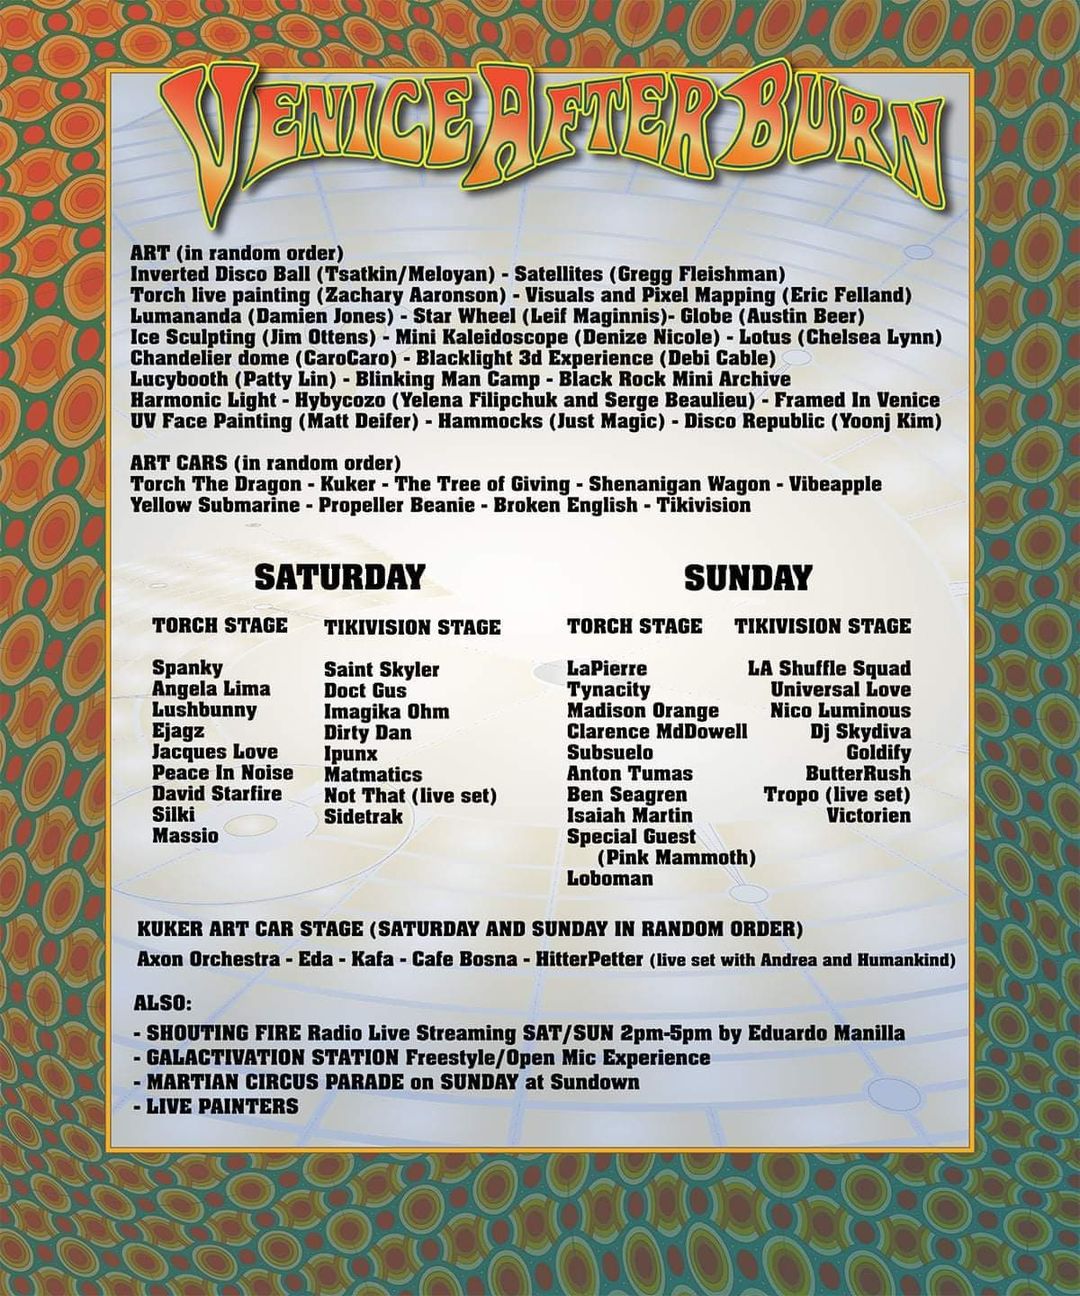 VENICE AFTER BURN
ART (in random order)
Inverted Disco Ball (Tsatkin/Meloyan) - Satellites (Gregg Fleishman)
Torch live painting (Zachary Aaronson) - Visuals and Pixel Mapping (Eric Felland)
Lumananda (Damien Jones) - Star Wheel (Leif Maginnis)- Globe (Austin Beer)
Ice Sculpting (Jim Ottens) - Mini Kaleidoscope (Denize Nicole) - Lotus (Chelsea Lynn)
Chandelier dome (CaroCaro) - Blacklight 3d Experience (Debi Cable)
Lucybooth (Patty Lin) - Blinking Man Camp - Black Rock Mini Archive
Harmonic Light - Hybycozo (Yelena Filipchuk and Serge Beaulieu) - Framed In Venice
UV Face Painting (Matt Deifer) - Hammocks (Just Magic) - Disco Republic (Yoonj Kim)
ART CARS (in random order)
Torch The Dragon - Kuker - The Tree of Giving - Shenanigan Wagon - Vibeapple
Yellow Submarine - Propeller Beanie - Broken English - Tikivision
SATURDAY
TORCH STAGE
Spanky
Angela Lima
Lushbunny
Ejagz
Jacques Love
Peace In Noise
David Starfire
Silki
Massio
TIKIVISION STAGE
Saint Skyler
Doct Gus
Imagika Ohm
Dirty Dan
Ipunx
Matmatics
Not That (live set)
Sidetrak
SUNDAY
TORCH STAGE
LaPierre
Tynacity
Madison Orange
Clarence MdDowell
Subsuelo
Anton Tumas
Ben Seagren
Isaiah Martin
Special Guest
(Pink Mammoth)
Loboman
TIKIVISION STAGE
LA Shuffle Squad
Universal Love
Nico Luminous
Dj Skydiva
Goldify
ButterRush
Tropo (live set)
Victorien
KUKER ART CAR STAGE (SATURDAY AND SUNDAY IN RANDOM ORDER)
Axon Orchestra - Eda - Kafa - Cafe Bosna - HitterPetter (live set with Andrea and Humankind)
ALSO:
- SHOUTING FIRE Radio Live Streaming SAT/SUN 2pm-5pm by Eduardo Manilla
- GALACTIVATION STATION Freestyle/Open Mic Experience
- MARTIAN CIRCUS PARADE on SUNDAY at Sundown
- LIVE PAINTERS